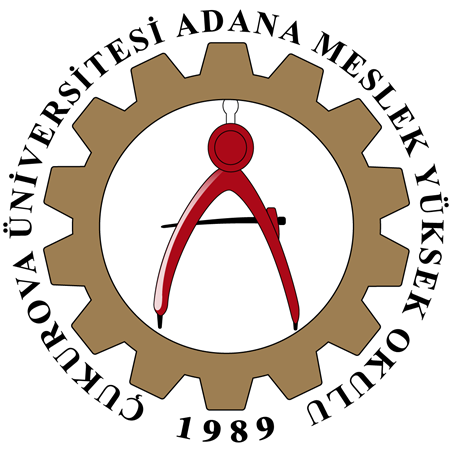 ÇUKUROVA ÜNİVERSİTESİ ADANA MESLEK YÜKSEK OKULU
1989